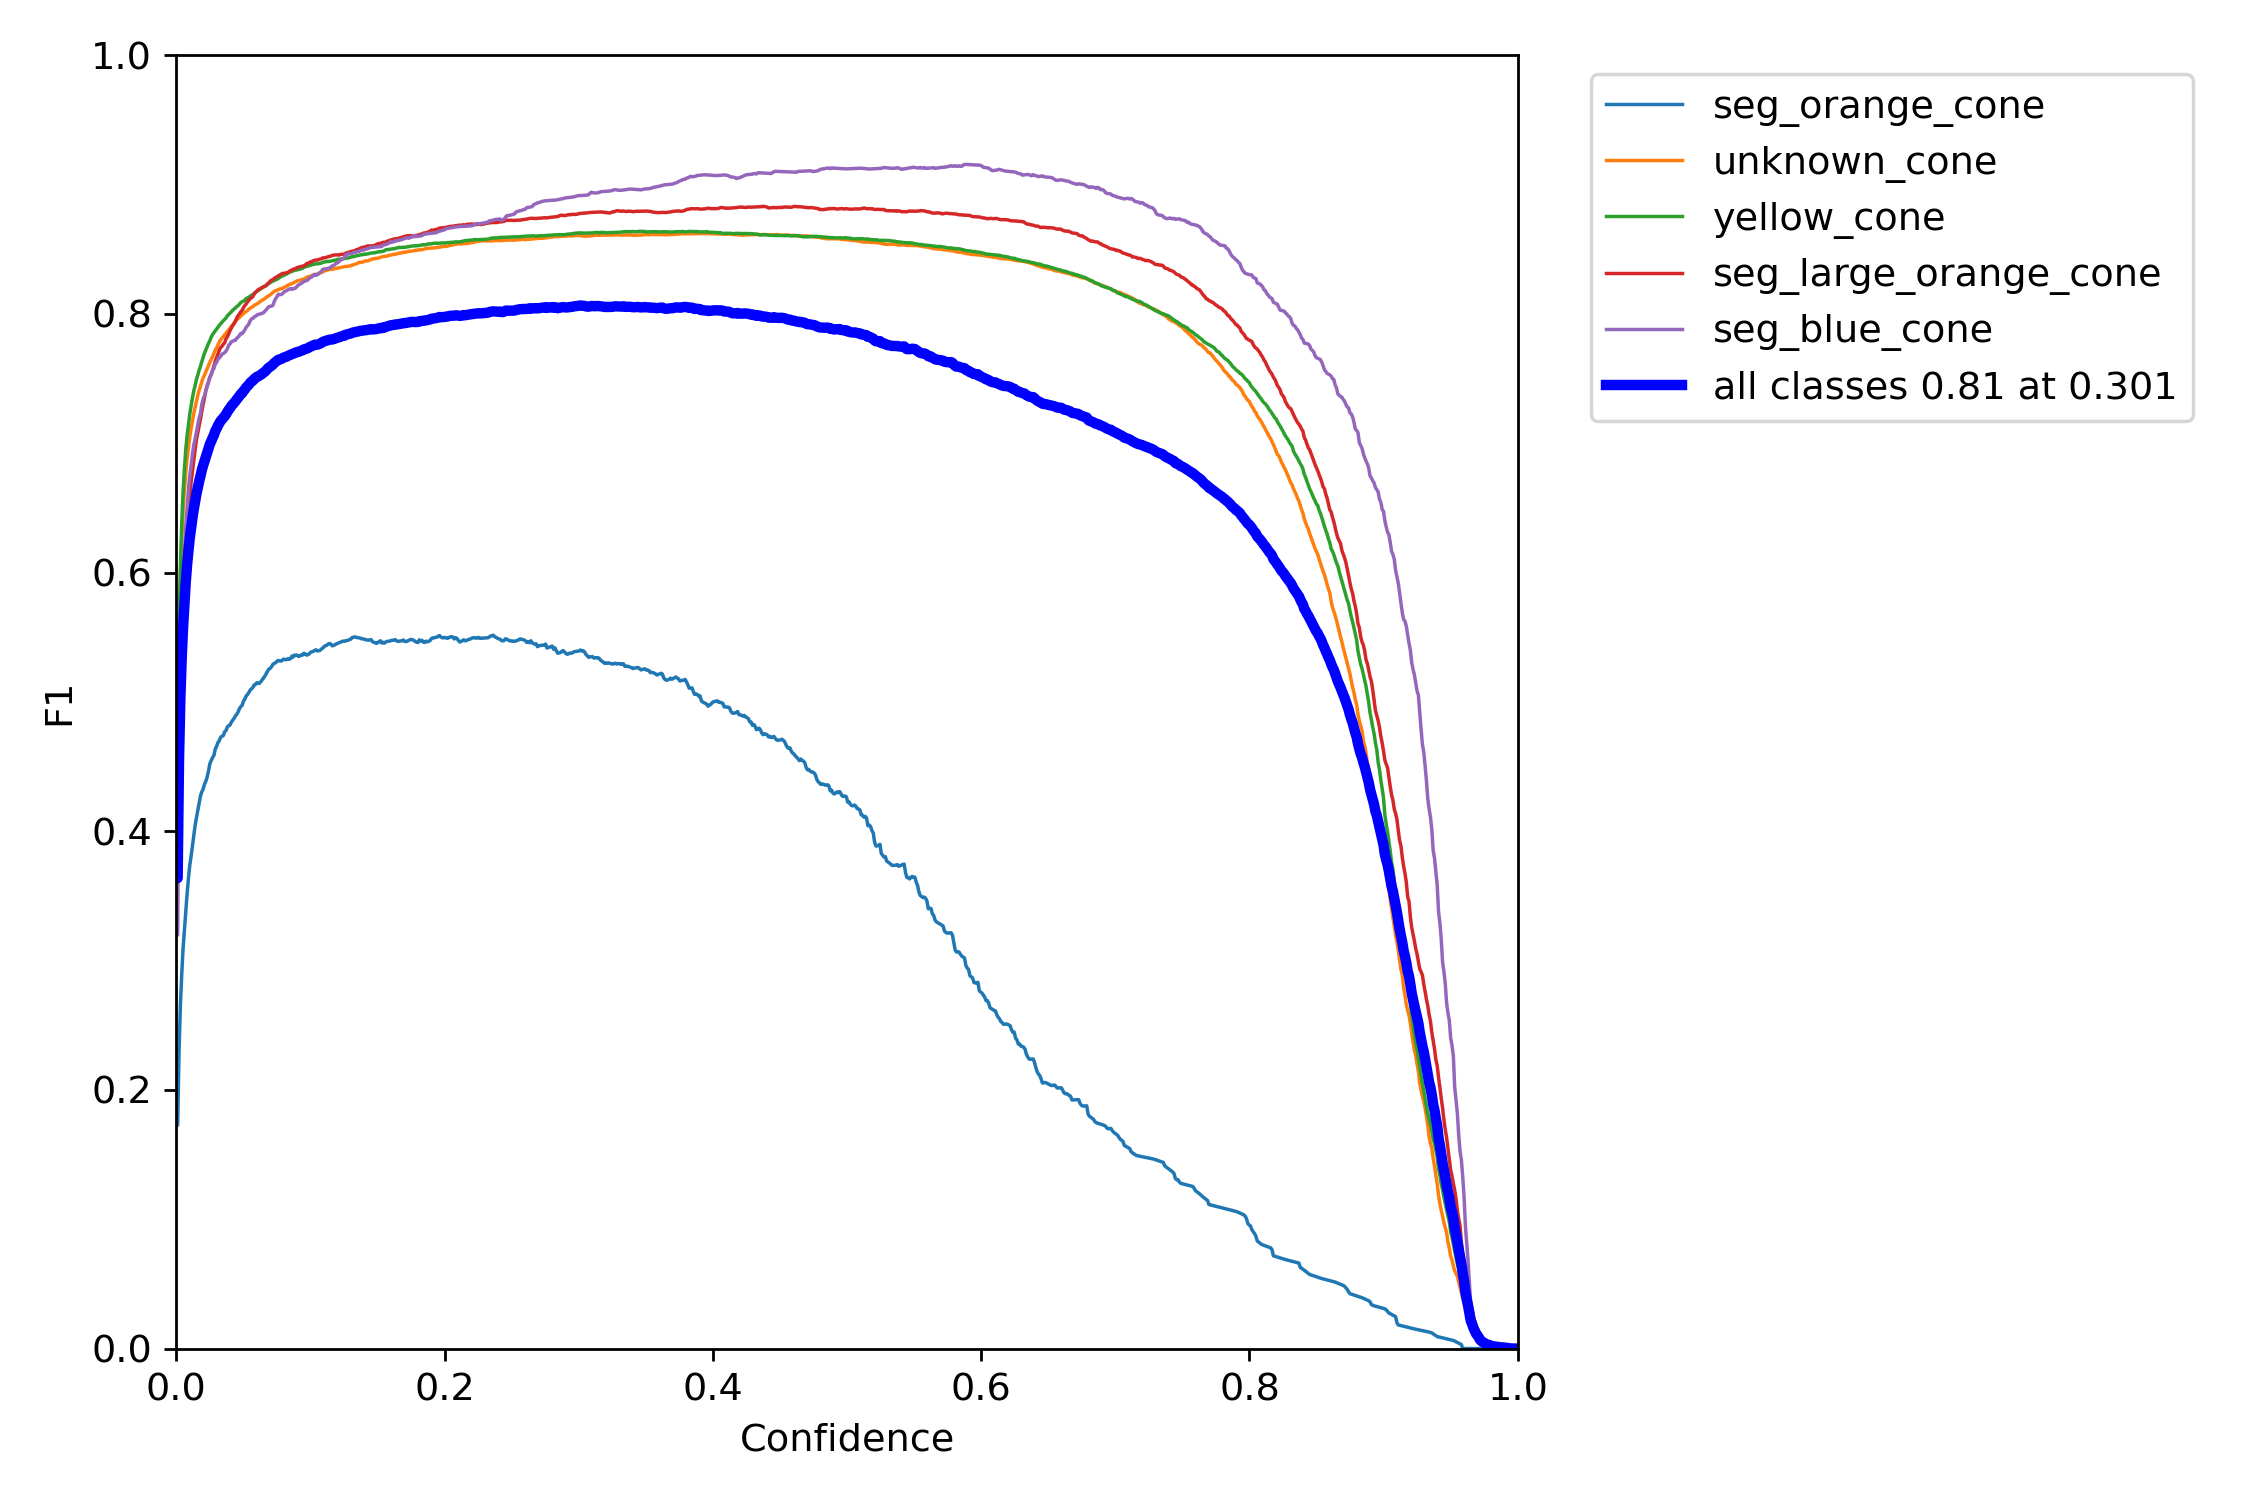 1.0
0.8
0.6
0.4
0.2
0.0
F1
0.0 0.2 0.4 0.6 0.8 1.0
Confidence
seg_orange_cone
unknown_cone
yellow_cone
seg_large_orange_cone
seg_blue_cone
all classes 0.81 at 0.301